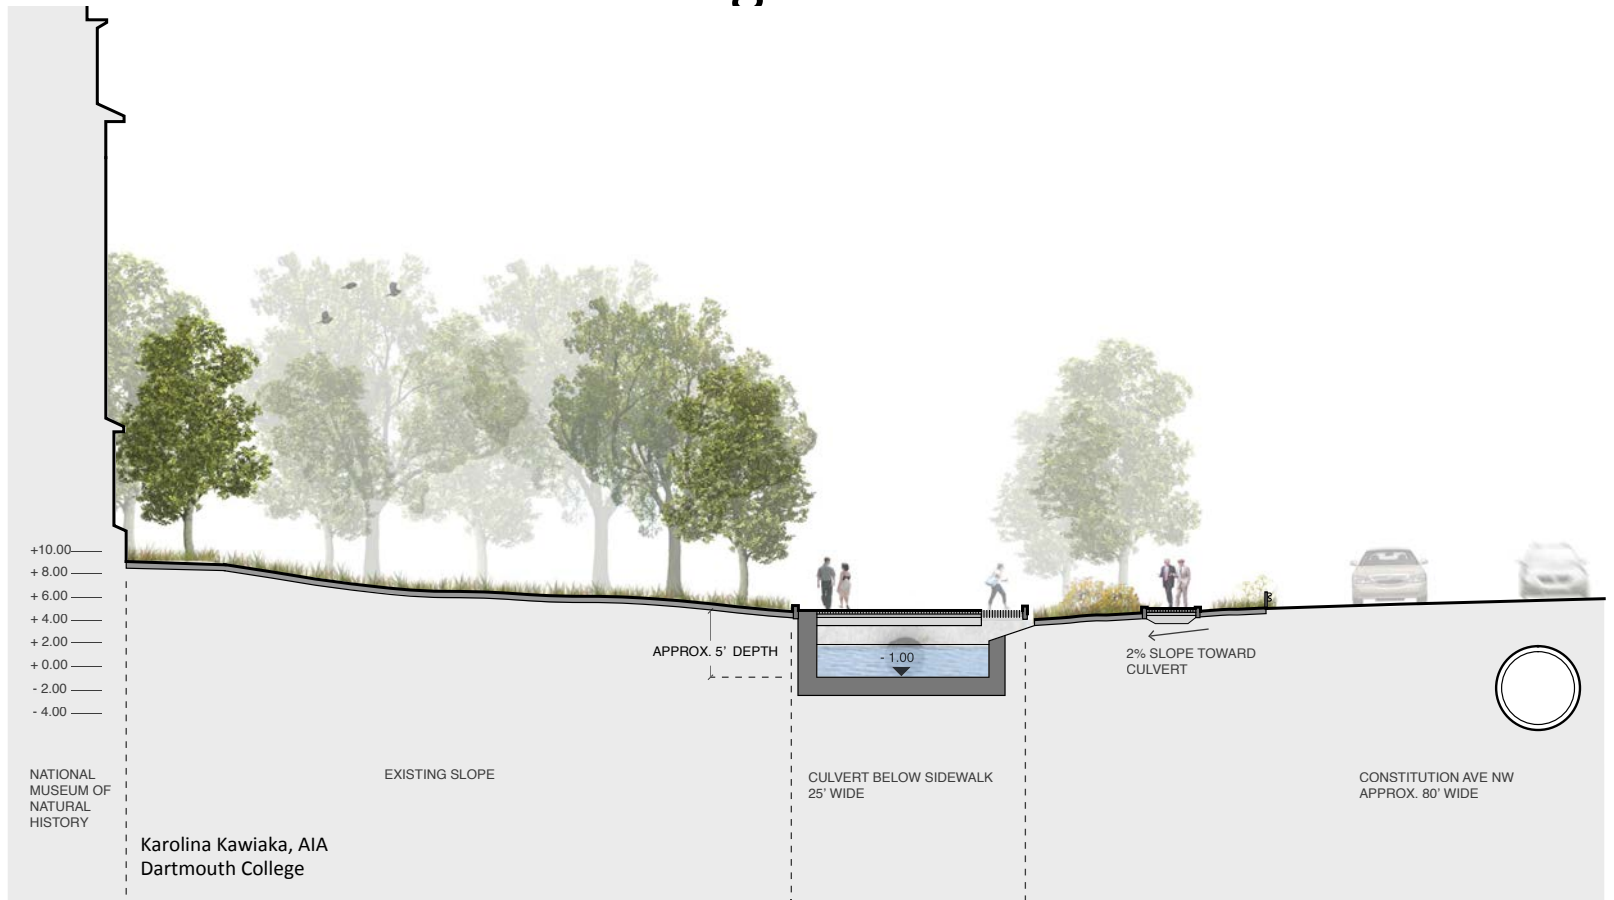 +10.00
+ 8.00
+ 6.00
+ 4.00
+ 2.00
+ 0.00
- 2.00
- 4.00
APPROX. 5' DEPTH
- 1.00
2% SLOPE TOWARD
CULVERT
NATIONAL
MUSEUM OF
NATURAL
HISTORY
EXISTING SLOPE
CULVERT BELOW SIDEWALK
25' WIDE
CONSTITUTION AVE NW
APPROX. 80' WIDE
Karolina Kawiaka, AIA
Dartmouth College